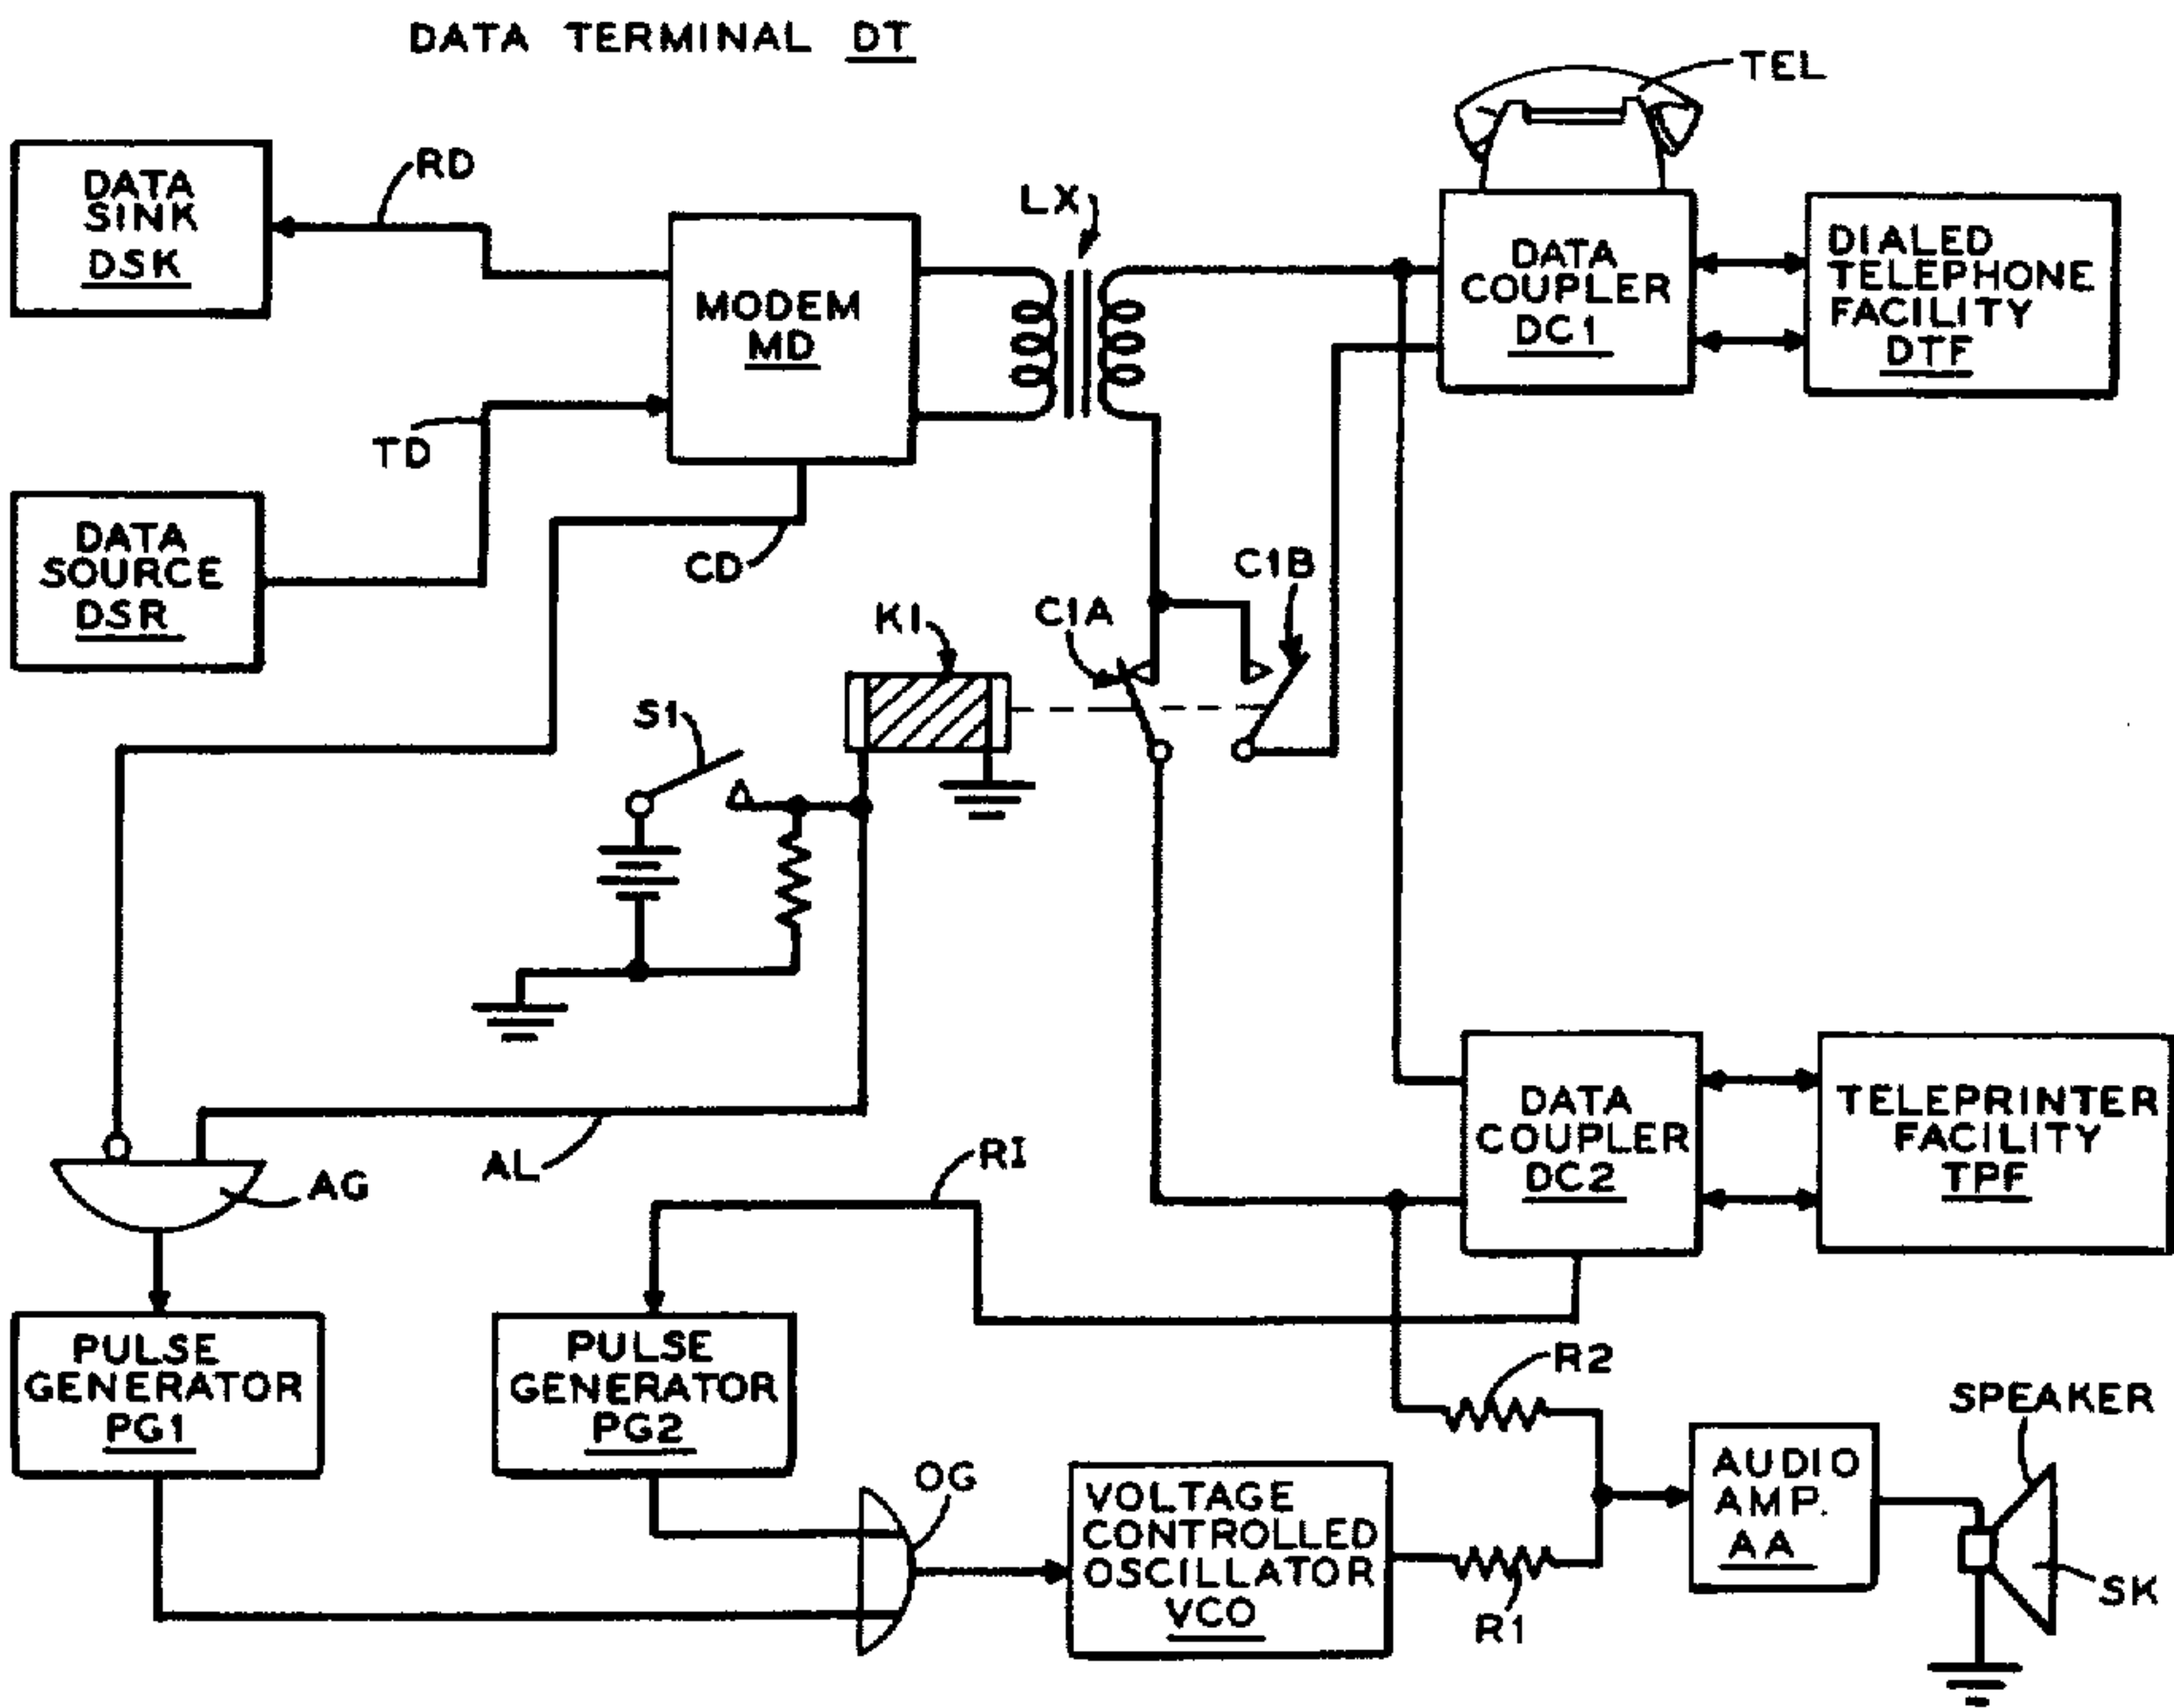 DATA TERMINAL DT
TEL
DATA
SINK
DSK
RD
LX
MODEM
MD
DATA
COUPLER
DC1
DIALED
TELEPHONE
FACILITY
DTF
TD
DATA
SOURCE
DSR
CD
C1B
C1A
K1
S1
AG
AL
RI
DATA
COUPLER
DC2
TELEPRINTER
FACILITY
TPF
PULSE
GENERATOR
PG1
PULSE
GENERATOR
PG2
R2
SPEAKER
OG
VOLTAGE
CONTROLLED
OSCILLATOR
VCO
R1
AUDIO
AMP.
AA
SK